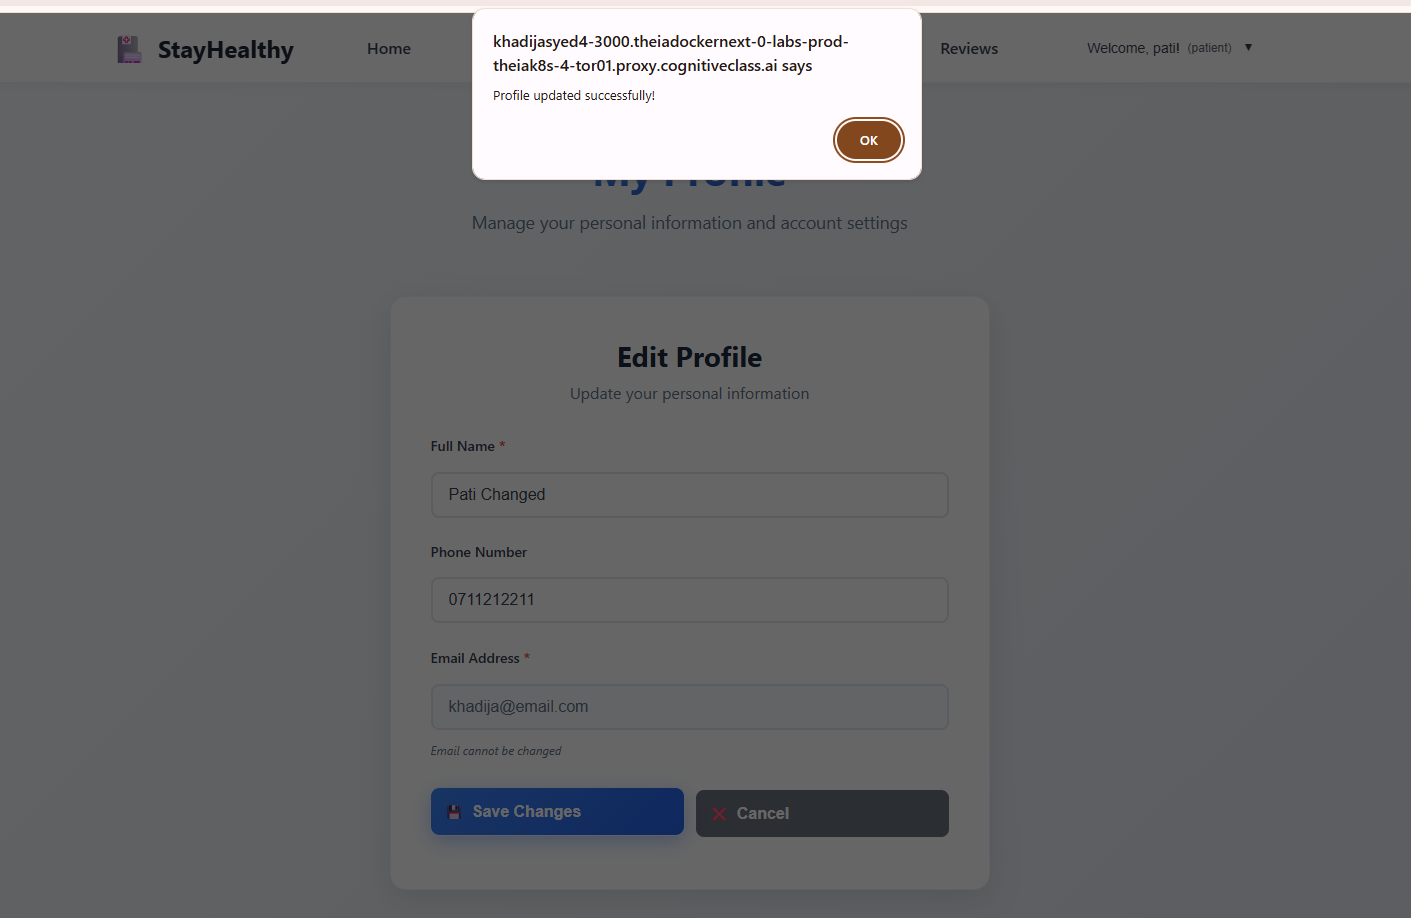 khadijasyed4-3000.theiadockernext-0-labs-prod-
theiak8s-4-tor01.proxy.cognitiveclass.ai says
Profile updated successfully!
OK
StayHealthy
Home
Reviews
Welcome, pati! (patient) ▼
My Profile
Manage your personal information and account settings
Edit Profile
Update your personal information
Full Name *
Pati Changed
Phone Number
0711212211
Email Address *
khadija@email.com
Email cannot be changed
Save Changes
Cancel